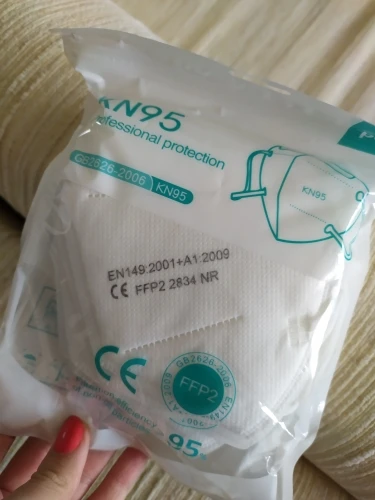 KN95
professional protection
GB2626-2006 KN95
KN95
EN149:2001+A1:2009
CE FFP2 2834 NR
CE
GB2626-2006
FFP2
95